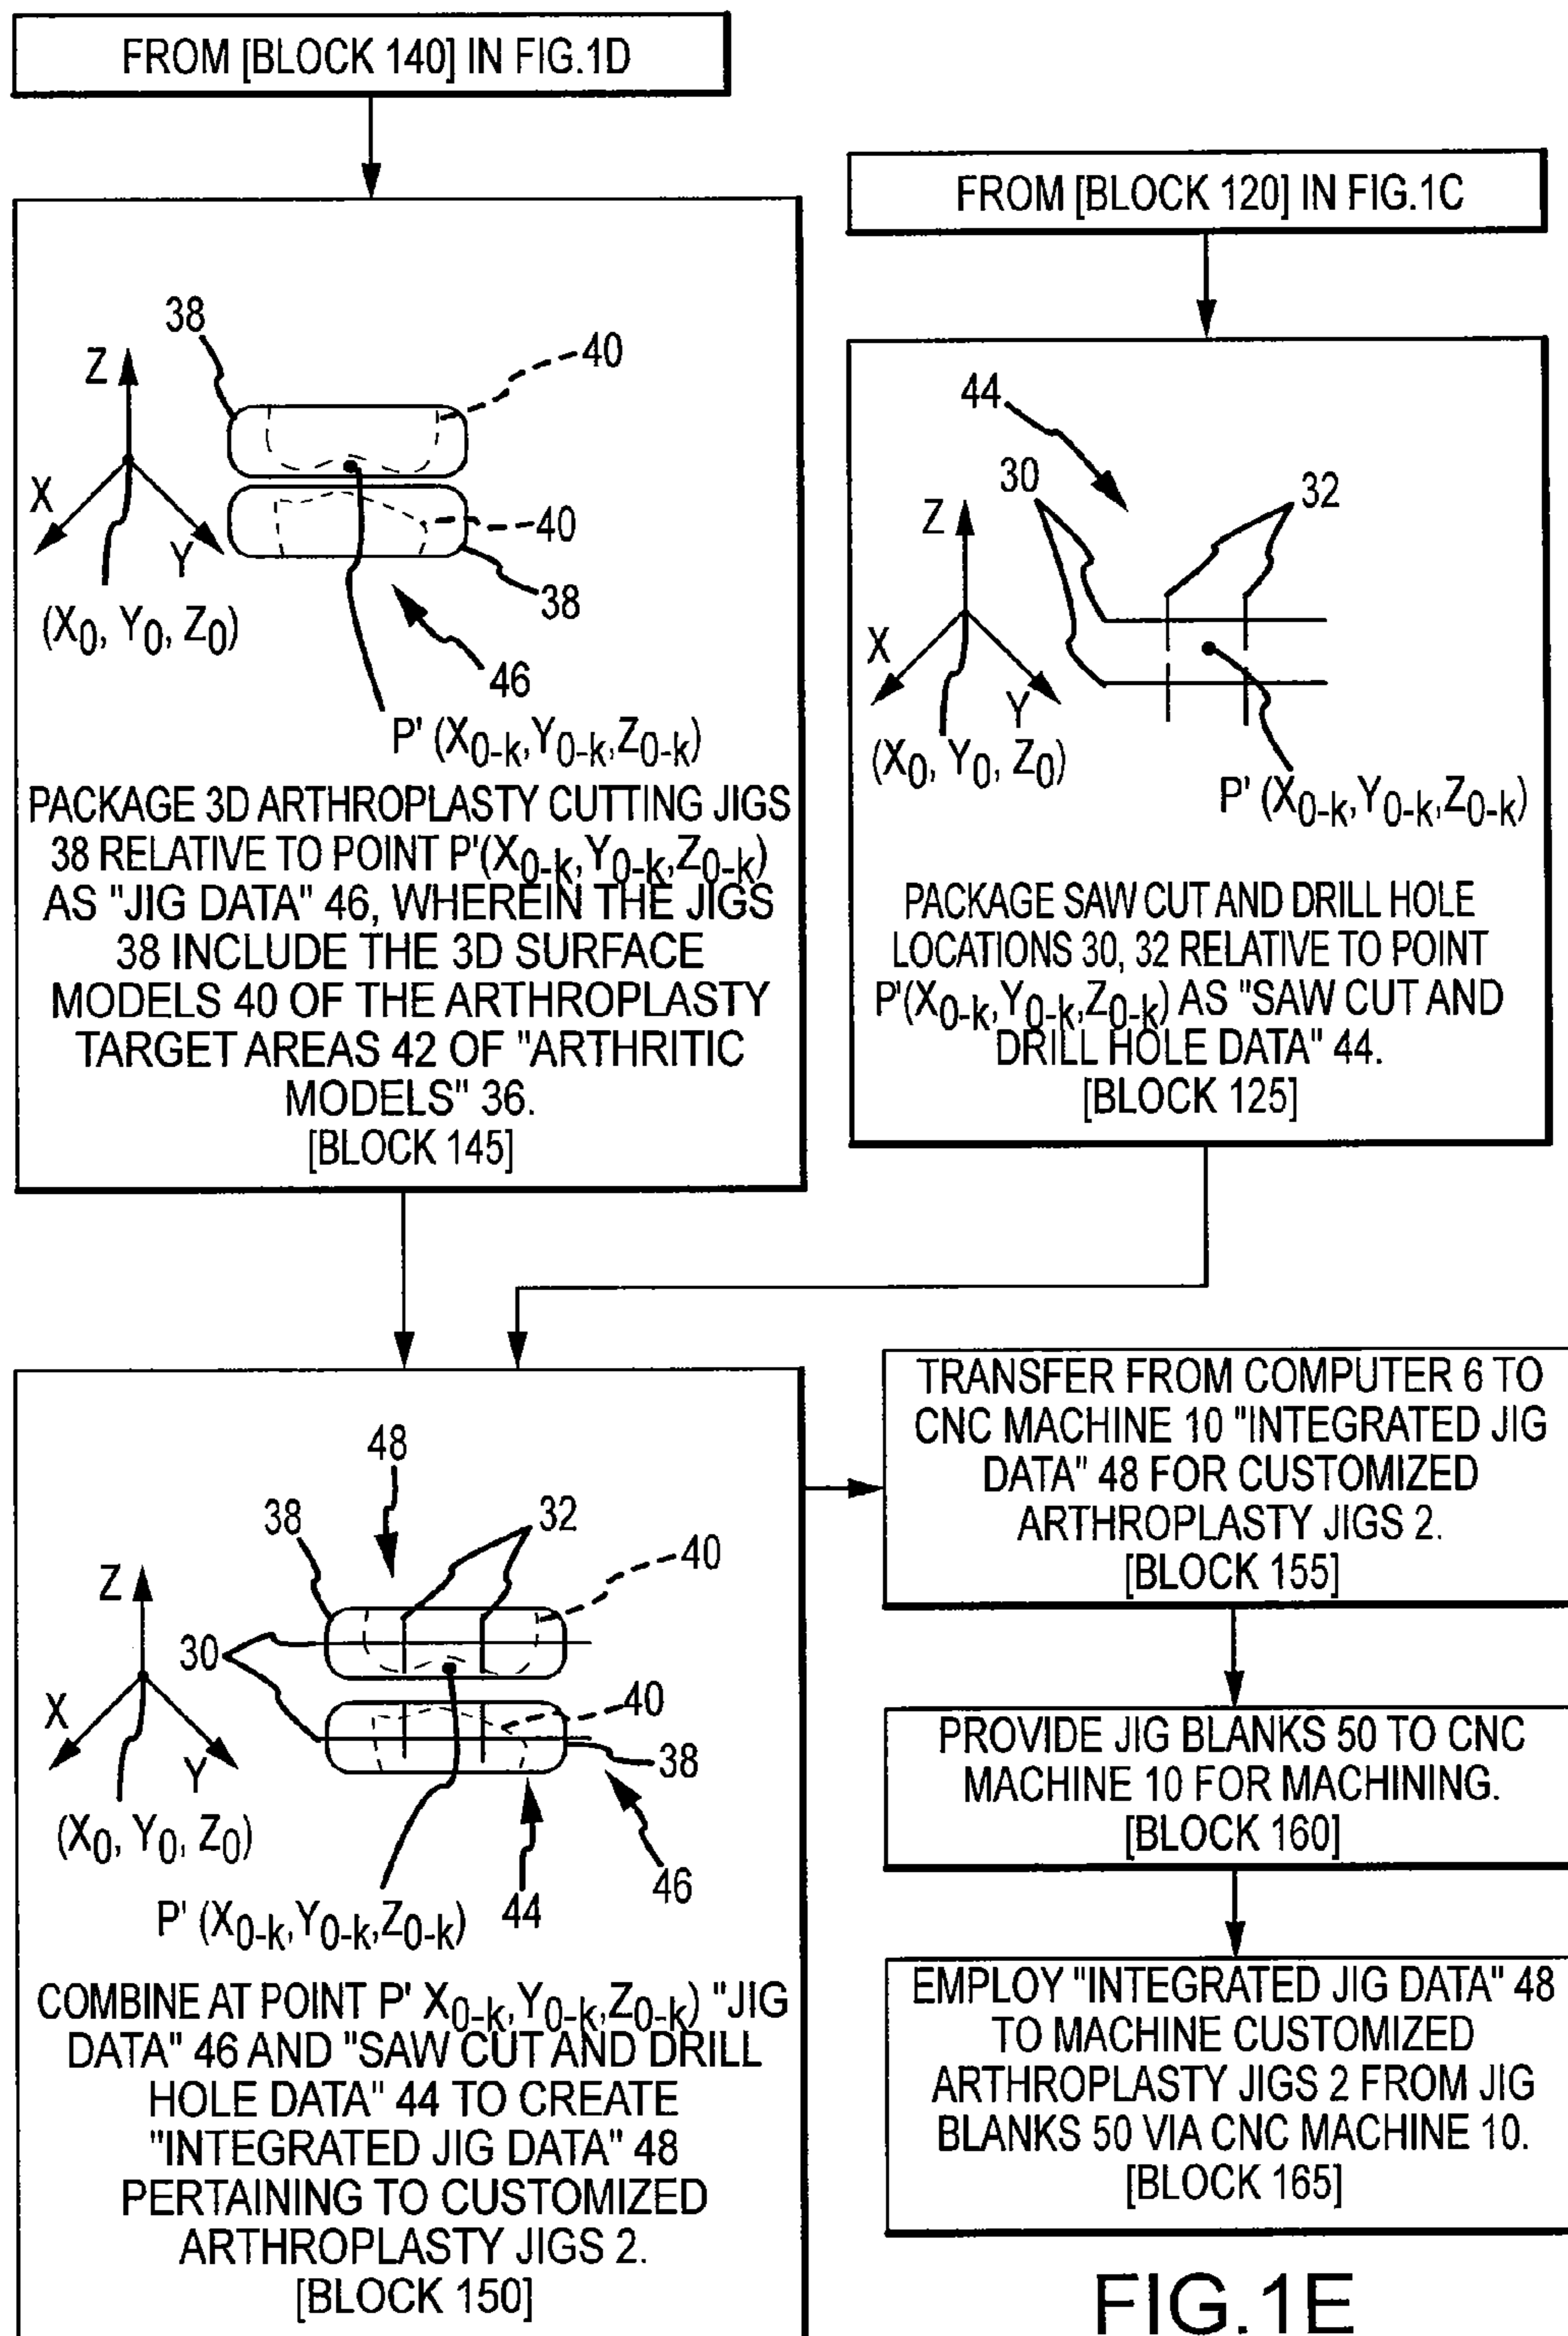 FROM [BLOCK 140] IN FIG.1D
38
40
Z
X
Y
40
38
(X0, Y0, Z0)
46
P' (X0-k,Y0-k,Z0-k)
PACKAGE 3D ARTHROPLASTY CUTTING JIGS
38 RELATIVE TO POINT P'(X0-k,Y0-k,Z0-k)
AS "JIG DATA" 46, WHEREIN THE JIGS
38 INCLUDE THE 3D SURFACE
MODELS 40 OF THE ARTHROPLASTY
TARGET AREAS 42 OF "ARTHRITIC
MODELS" 36.
[BLOCK 145]
FROM [BLOCK 120] IN FIG.1C
44
30
32
Z
X
Y
(X0, Y0, Z0)
P' (X0-k,Y0-k,Z0-k)
PACKAGE SAW CUT AND DRILL HOLE
LOCATIONS 30, 32 RELATIVE TO POINT
P'(X0-k,Y0-k,Z0-k) AS "SAW CUT AND
DRILL HOLE DATA" 44.
[BLOCK 125]
48
38
32
40
Z
30
X
Y
40
38
(X0, Y0, Z0)
46
44
P' (X0-k,Y0-k,Z0-k)
COMBINE AT POINT P' X0-k,Y0-k,Z0-k) "JIG
DATA" 46 AND "SAW CUT AND DRILL
HOLE DATA" 44 TO CREATE
"INTEGRATED JIG DATA" 48
PERTAINING TO CUSTOMIZED
ARTHROPLASTY JIGS 2.
[BLOCK 150]
TRANSFER FROM COMPUTER 6 TO
CNC MACHINE 10 "INTEGRATED JIG
DATA" 48 FOR CUSTOMIZED
ARTHROPLASTY JIGS 2.
[BLOCK 155]
PROVIDE JIG BLANKS 50 TO CNC
MACHINE 10 FOR MACHINING.
[BLOCK 160]
EMPLOY "INTEGRATED JIG DATA" 48
TO MACHINE CUSTOMIZED
ARTHROPLASTY JIGS 2 FROM JIG
BLANKS 50 VIA CNC MACHINE 10.
[BLOCK 165]
FIG.1E